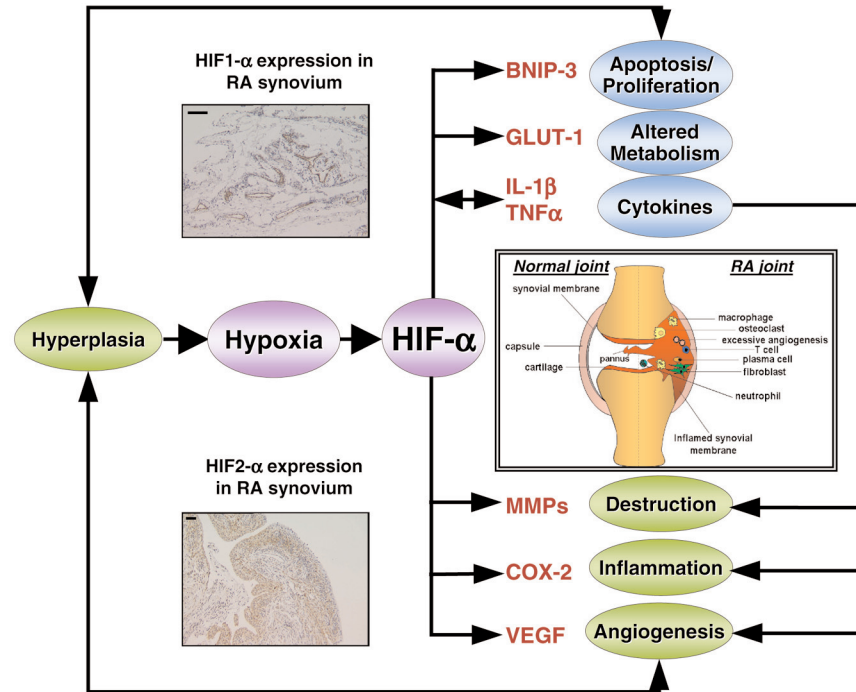 HIF1-α expression in
RA synovium
BNIP-3
Apoptosis/
Proliferation
GLUT-1
Altered
Metabolism
IL-1β
TNFα
Cytokines
Normal joint
RA joint
synovial membrane
macrophage
osteoclast
excessive angiogenesis
T cell
plasma cell
fibroblast
neutrophil
capsule
pannus
cartilage
Inflamed synovial
membrane
Hyperplasia
Hypoxia
HIF-α
HIF2-α expression
in RA synovium
MMPs
Destruction
COX-2
Inflammation
VEGF
Angiogenesis